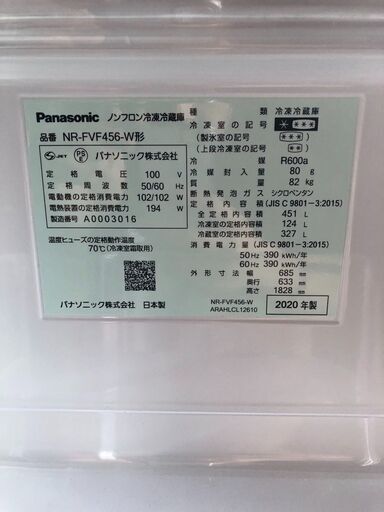 Panasonic ノンフロン冷凍冷蔵庫
品番 NR-FVF456-W形
JET PSE パナソニック株式会社
定格電圧 100 V
定格周波数 50/60 Hz
電動機の定格消費電力 102/102 W
電熱装置の定格消費電力 194 W
製造番号 A0003016
温度ヒューズの定格動作温度
70℃(冷凍室霜取用)
パナソニック株式会社 日本製
種類 冷凍冷蔵庫
冷凍室の記号 * ***
(製氷室の記号) ***
(上段冷凍室の記号) **
冷媒 R600a
冷媒量 80 g
質量 82 kg
断熱発泡ガス シクロペンタン
定格内容積 (JIS C 9801-3:2015)
全定格内容積 451 L
冷凍室の定格内容積 124 L
冷蔵室の定格内容積 327 L
消費電力量 (JIS C 9801-3:2015)
50Hz 390 kWh/年
60Hz 390 kWh/年
外形寸法 幅 685 mm
奥行 633 mm
高さ 1828 mm
NR-FVF456-W
ARAHLCL12610
2020年製